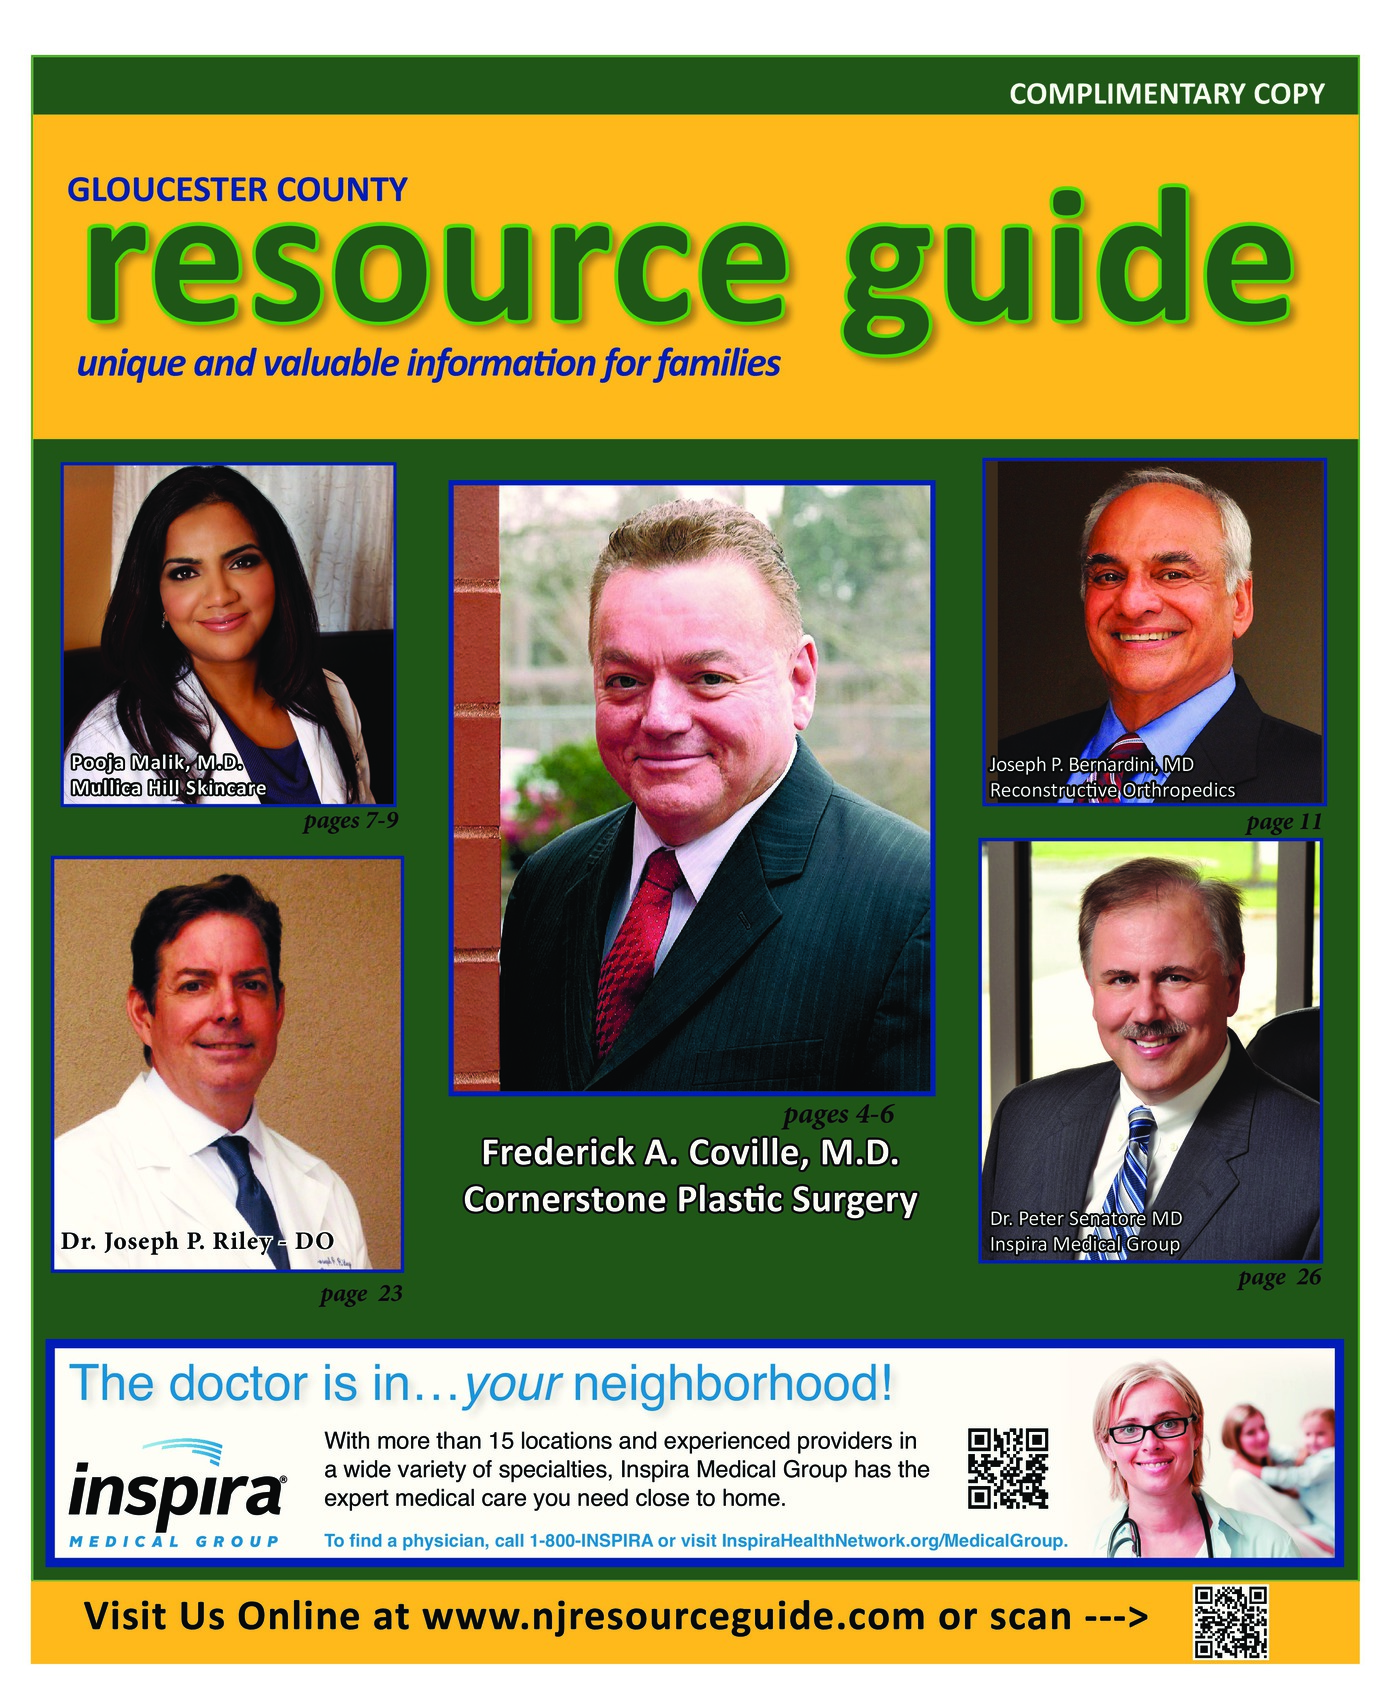 COMPLIMENTARY COPY
GLOUCESTER COUNTY
resource guide
unique and valuable information for families
Pooja Malik, M.D.
Mullica Hill Skincare
pages 7-9
Joseph P. Bernardini, MD
Reconstructive Orthropedics
page 11
Dr. Joseph P. Riley - DO
page 23
pages 4-6
Frederick A. Coville, M.D.
Cornerstone Plastic Surgery
Dr. Peter Senatore MD
Inspira Medical Group
page 26
The doctor is in...your neighborhood!
inspira®
MEDICAL GROUP
With more than 15 locations and experienced providers in
a wide variety of specialties, Inspira Medical Group has the
expert medical care you need close to home.
To find a physician, call 1-800-INSPIRA or visit InspiraHealthNetwork.org/MedicalGroup.
Visit Us Online at www.njresourceguide.com or scan --->